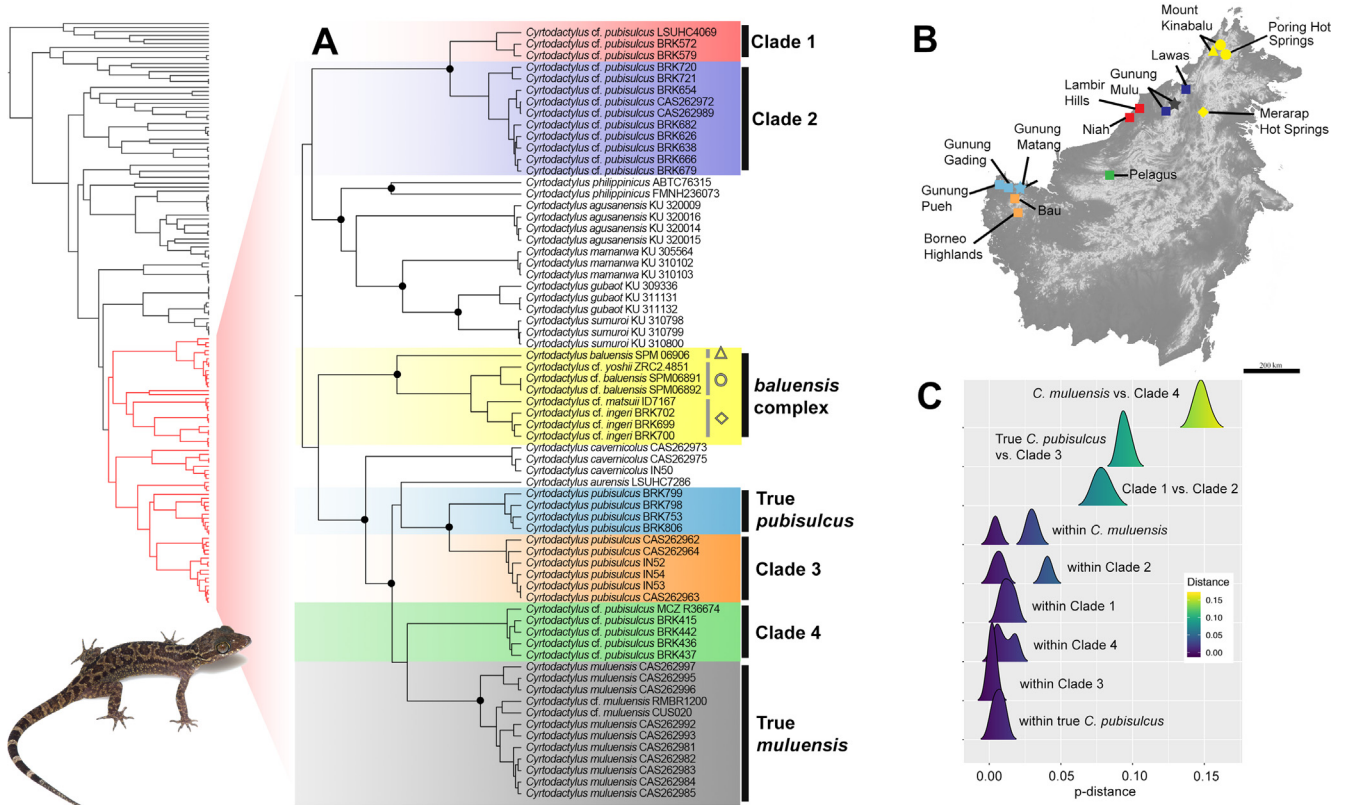 A
Cyrtodactylus cf. pubisulcus LSUHC4069
Cyrtodactylus cf. pubisulcus BRK572
Cyrtodactylus cf. pubisulcus BRK579
Clade 1
Cyrtodactylus cf. pubisulcus BRK720
Cyrtodactylus cf. pubisulcus BRK721
Cyrtodactylus cf. pubisulcus BRK654
Cyrtodactylus cf. pubisulcus CAS262972
Cyrtodactylus cf. pubisulcus CAS262989
Cyrtodactylus cf. pubisulcus BRK682
Cyrtodactylus cf. pubisulcus BRK626
Cyrtodactylus cf. pubisulcus BRK638
Cyrtodactylus cf. pubisulcus BRK666
Cyrtodactylus cf. pubisulcus BRK679
Clade 2
Cyrtodactylus philippinicus ABTC76315
Cyrtodactylus philippinicus FMNH236073
Cyrtodactylus agusanensis KU 320009
Cyrtodactylus agusanensis KU 320016
Cyrtodactylus agusanensis KU 320014
Cyrtodactylus agusanensis KU 320015
Cyrtodactylus mamanwa KU 305564
Cyrtodactylus mamanwa KU 310102
Cyrtodactylus mamanwa KU 310103
Cyrtodactylus gubaot KU 309336
Cyrtodactylus gubaot KU 311131
Cyrtodactylus gubaot KU 311132
Cyrtodactylus sumuroi KU 310798
Cyrtodactylus sumuroi KU 310799
Cyrtodactylus sumuroi KU 310800
Cyrtodactylus baluensis SPM 06906
Cyrtodactylus cf. yoshii ZRC2.4851
Cyrtodactylus cf. baluensis SPM06891
Cyrtodactylus cf. baluensis SPM06892
Cyrtodactylus cf. matsuii ID7167
Cyrtodactylus cf. ingeri BRK702
Cyrtodactylus cf. ingeri BRK699
Cyrtodactylus cf. ingeri BRK700
baluensis
complex
Cyrtodactylus cavernicolus CAS262973
Cyrtodactylus cavernicolus CAS262975
Cyrtodactylus cavernicolus IN50
Cyrtodactylus aurensis LSUHC7286
Cyrtodactylus pubisulcus BRK799
Cyrtodactylus pubisulcus BRK798
Cyrtodactylus pubisulcus BRK753
Cyrtodactylus pubisulcus BRK806
True
pubisulcus
Cyrtodactylus pubisulcus CAS262962
Cyrtodactylus pubisulcus CAS262964
Cyrtodactylus pubisulcus IN52
Cyrtodactylus pubisulcus IN54
Cyrtodactylus pubisulcus IN53
Cyrtodactylus pubisulcus CAS262963
Clade 3
Cyrtodactylus cf. pubisulcus MCZ R36674
Cyrtodactylus cf. pubisulcus BRK415
Cyrtodactylus cf. pubisulcus BRK442
Cyrtodactylus cf. pubisulcus BRK436
Cyrtodactylus cf. pubisulcus BRK437
Clade 4
Cyrtodactylus muluensis CAS262997
Cyrtodactylus muluensis CAS262995
Cyrtodactylus muluensis CAS262996
Cyrtodactylus cf. muluensis RMBR1200
Cyrtodactylus cf. muluensis CUS020
Cyrtodactylus muluensis CAS262992
Cyrtodactylus muluensis CAS262993
Cyrtodactylus muluensis CAS262981
Cyrtodactylus muluensis CAS262982
Cyrtodactylus muluensis CAS262983
Cyrtodactylus muluensis CAS262984
Cyrtodactylus muluensis CAS262985
True
muluensis
B
Mount
Kinabalu
Poring Hot
Springs
Lawas
Gunung
Mulu
Lambir
Hills
Niah
Merarap
Hot Springs
Gunung
Matang
Gunung
Gading
Gunung
Pueh
Pelagus
Bau
Borneo
Highlands
200 km
C
C. muluensis vs. Clade 4
True C. pubisulcus
vs. Clade 3
Clade 1 vs. Clade 2
within C. muluensis
within Clade 2
within Clade 1
within Clade 4
within Clade 3
within true C. pubisulcus
Distance
0.15
0.10
0.05
0.00
0.00
0.05
0.10
0.15
p-distance